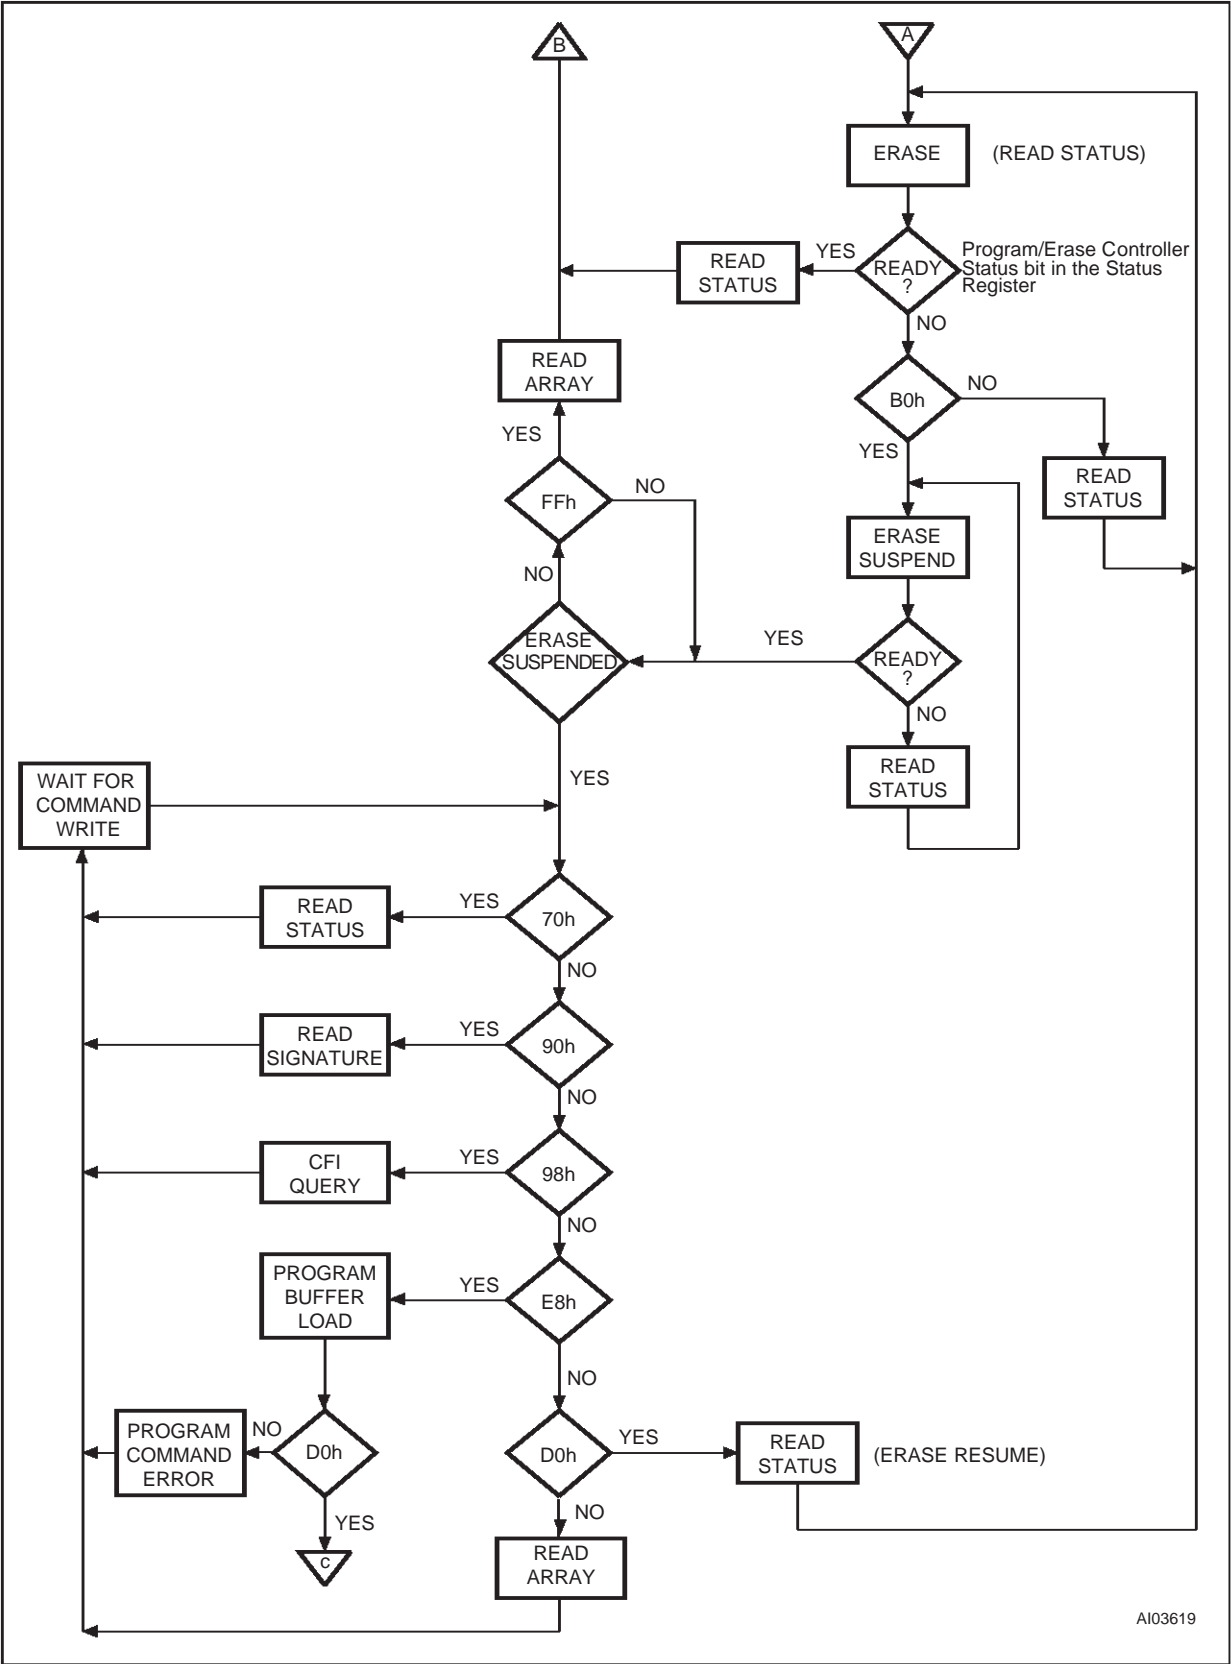 B
A
ERASE
(READ STATUS)
READ
STATUS
YES
READY
?
Program/Erase Controller
Status bit in the Status
Register
NO
READ
ARRAY
B0h
NO
YES
YES
READ
STATUS
FFh
NO
ERASE
SUSPEND
NO
ERASE
SUSPENDED
YES
READY
?
NO
READ
STATUS
YES
WAIT FOR
COMMAND
WRITE
READ
STATUS
YES
70h
NO
READ
SIGNATURE
YES
90h
NO
CFI
QUERY
YES
98h
NO
PROGRAM
BUFFER
LOAD
YES
E8h
NO
PROGRAM
COMMAND
ERROR
NO
D0h
YES
c
D0h
YES
READ
STATUS
(ERASE RESUME)
NO
READ
ARRAY
AI03619